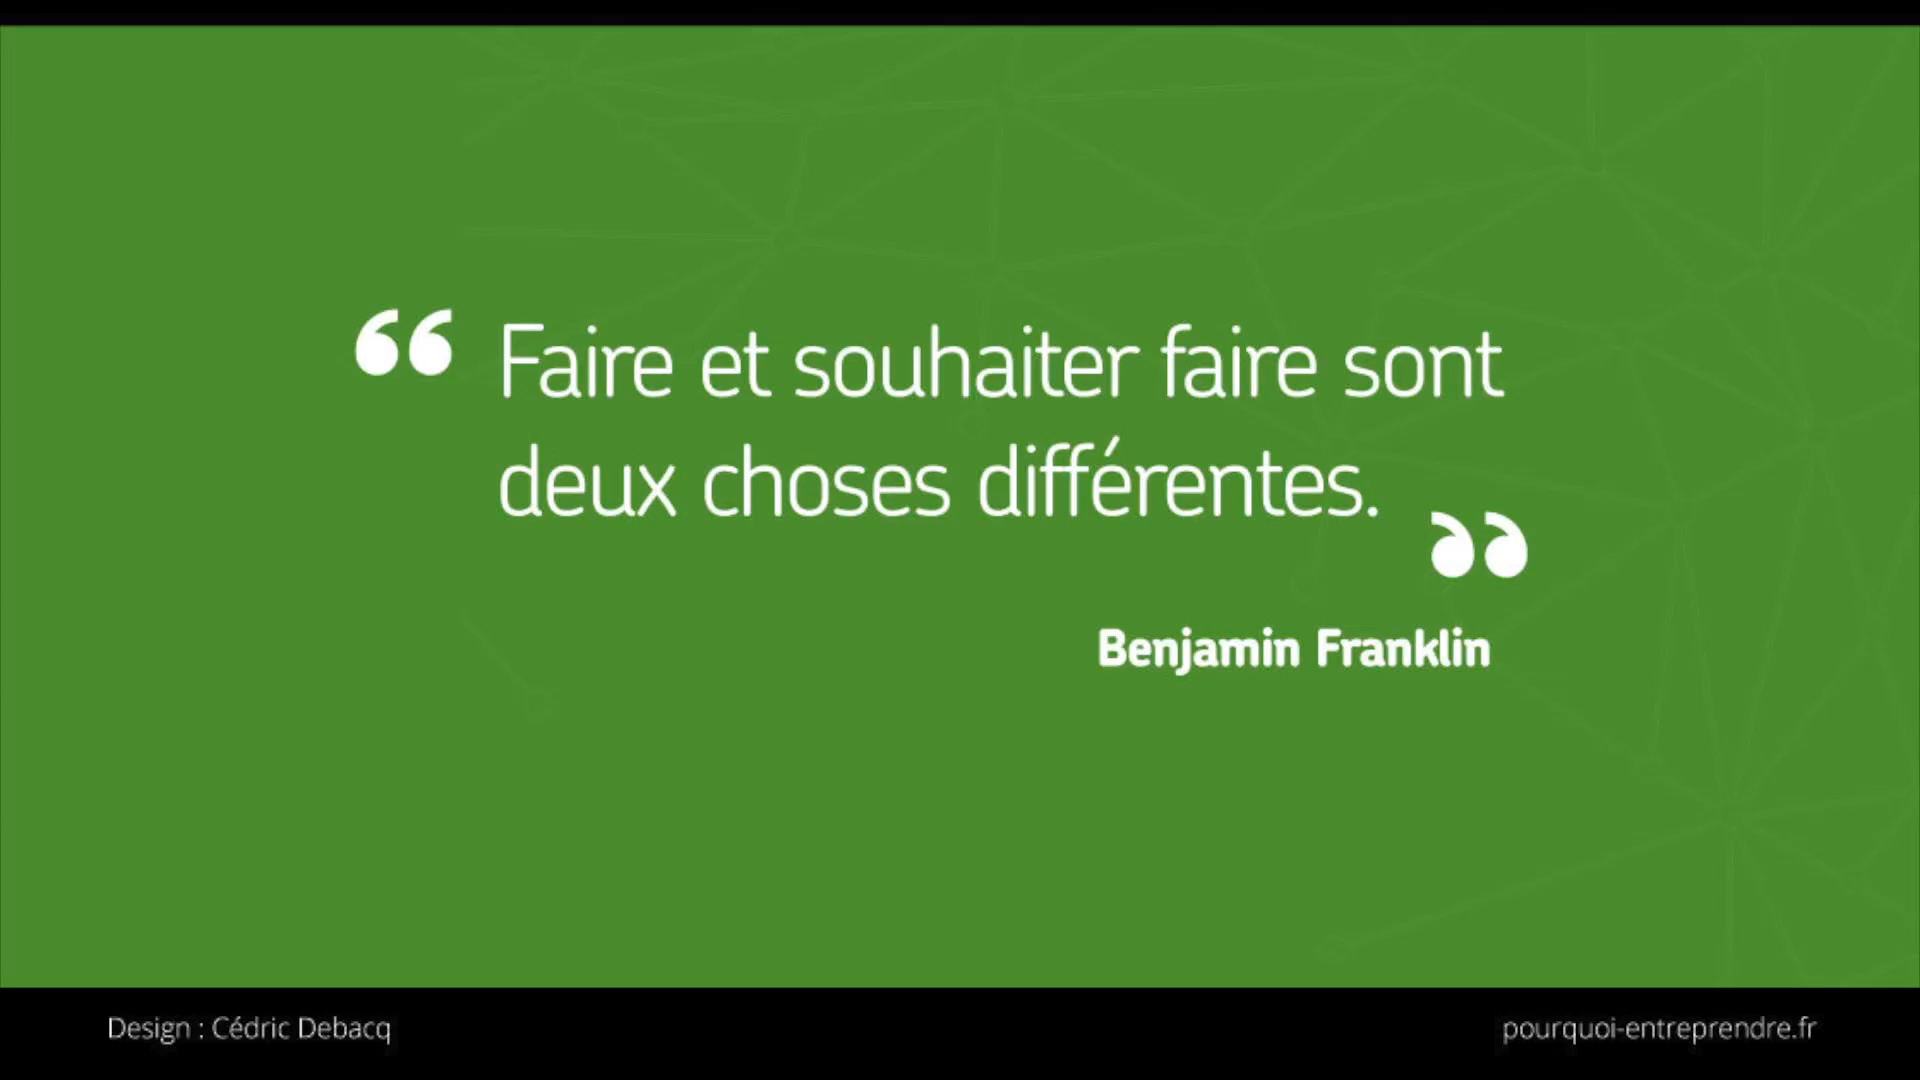 “ Faire et souhaiter faire sont
deux choses différentes. ”
Benjamin Franklin
Design : Cédric Debacq
pourquoi-entreprendre.fr